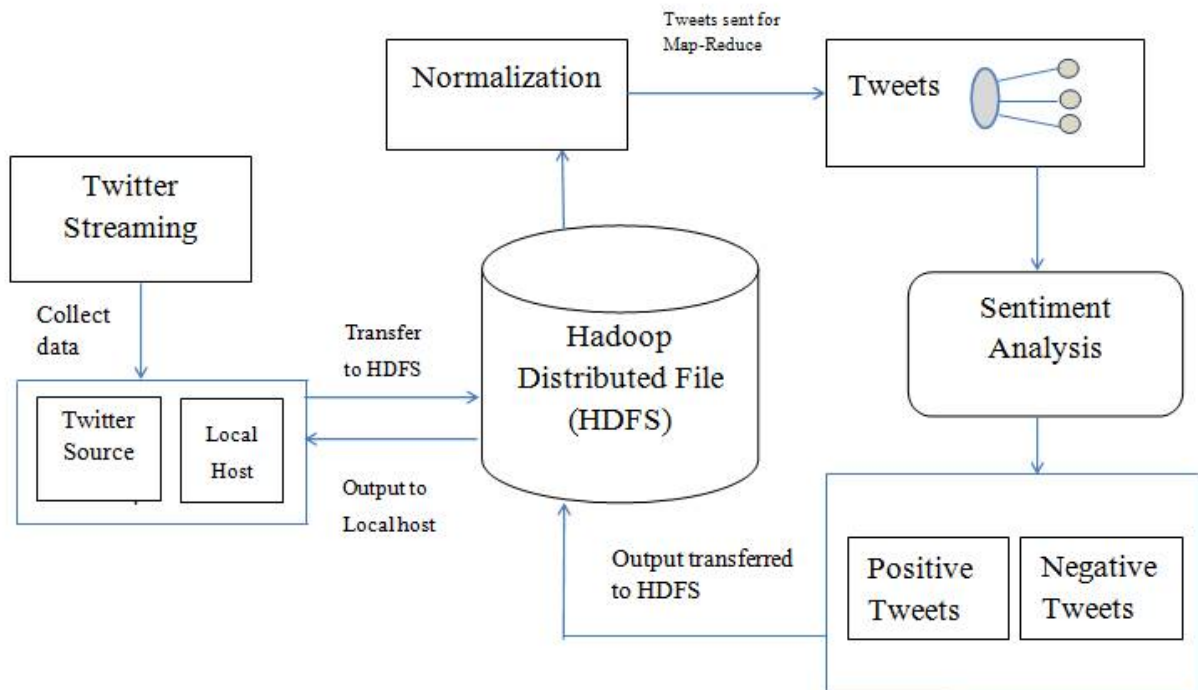 Tweets sent for
Map-Reduce
Normalization
Tweets
Twitter
Streaming
Collect
data
Transfer
to HDFS
Hadoop
Distributed File
(HDFS)
Sentiment
Analysis
Twitter
Source
Local
Host
Output to
Local host
Output transferred
to HDFS
Positive
Tweets
Negative
Tweets